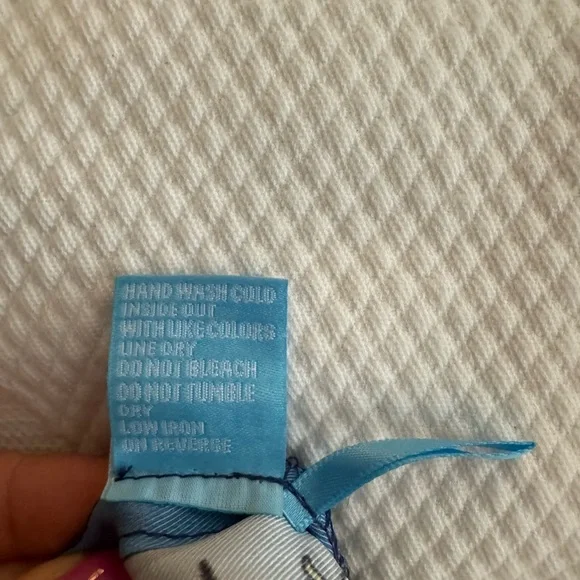 HAND WASH COLD
INSIDE OUT
WITH LIKE COLORS
LINE DRY
DO NOT BLEACH
DO NOT TUMBLE
DRY
LOW IRON
ON REVERSE